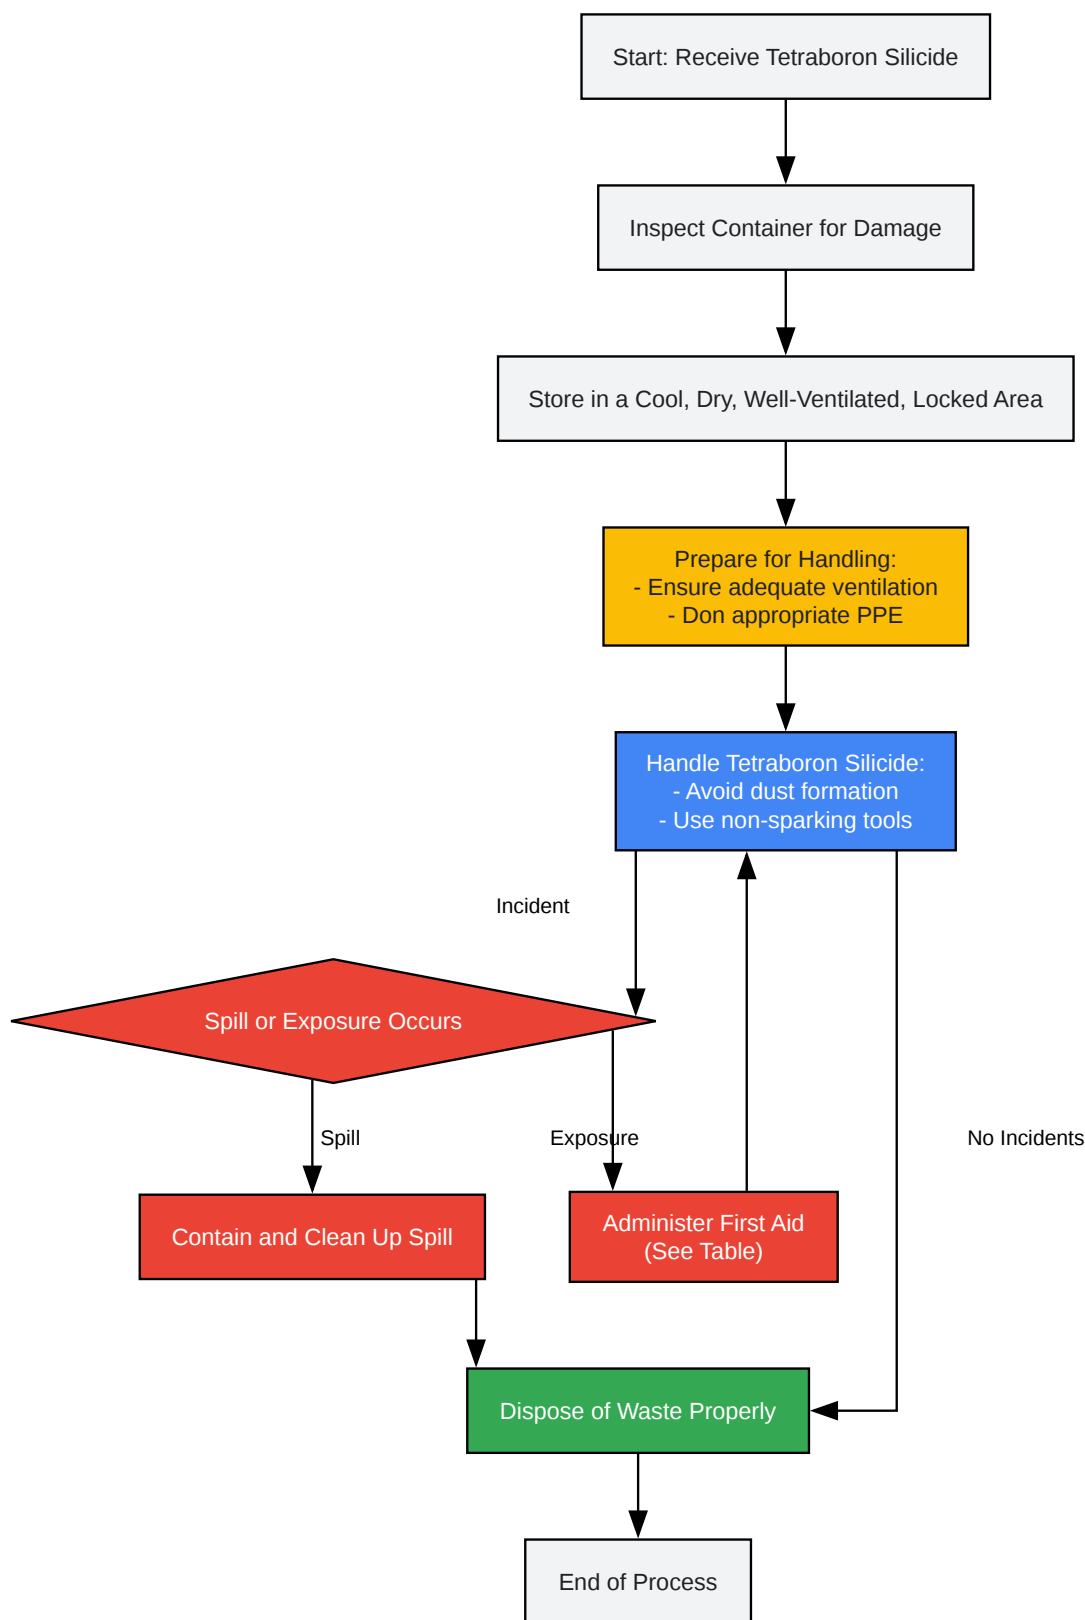 Start: Receive Tetraboron Silicide
Inspect Container for Damage
Store in a Cool, Dry, Well-Ventilated, Locked Area
Prepare for Handling:
- Ensure adequate ventilation
- Don appropriate PPE
Handle Tetraboron Silicide:
- Avoid dust formation
- Use non-sparking tools
Incident
Spill or Exposure Occurs
Spill
Exposure
No Incidents
Contain and Clean Up Spill
Administer First Aid
(See Table)
Dispose of Waste Properly
End of Process